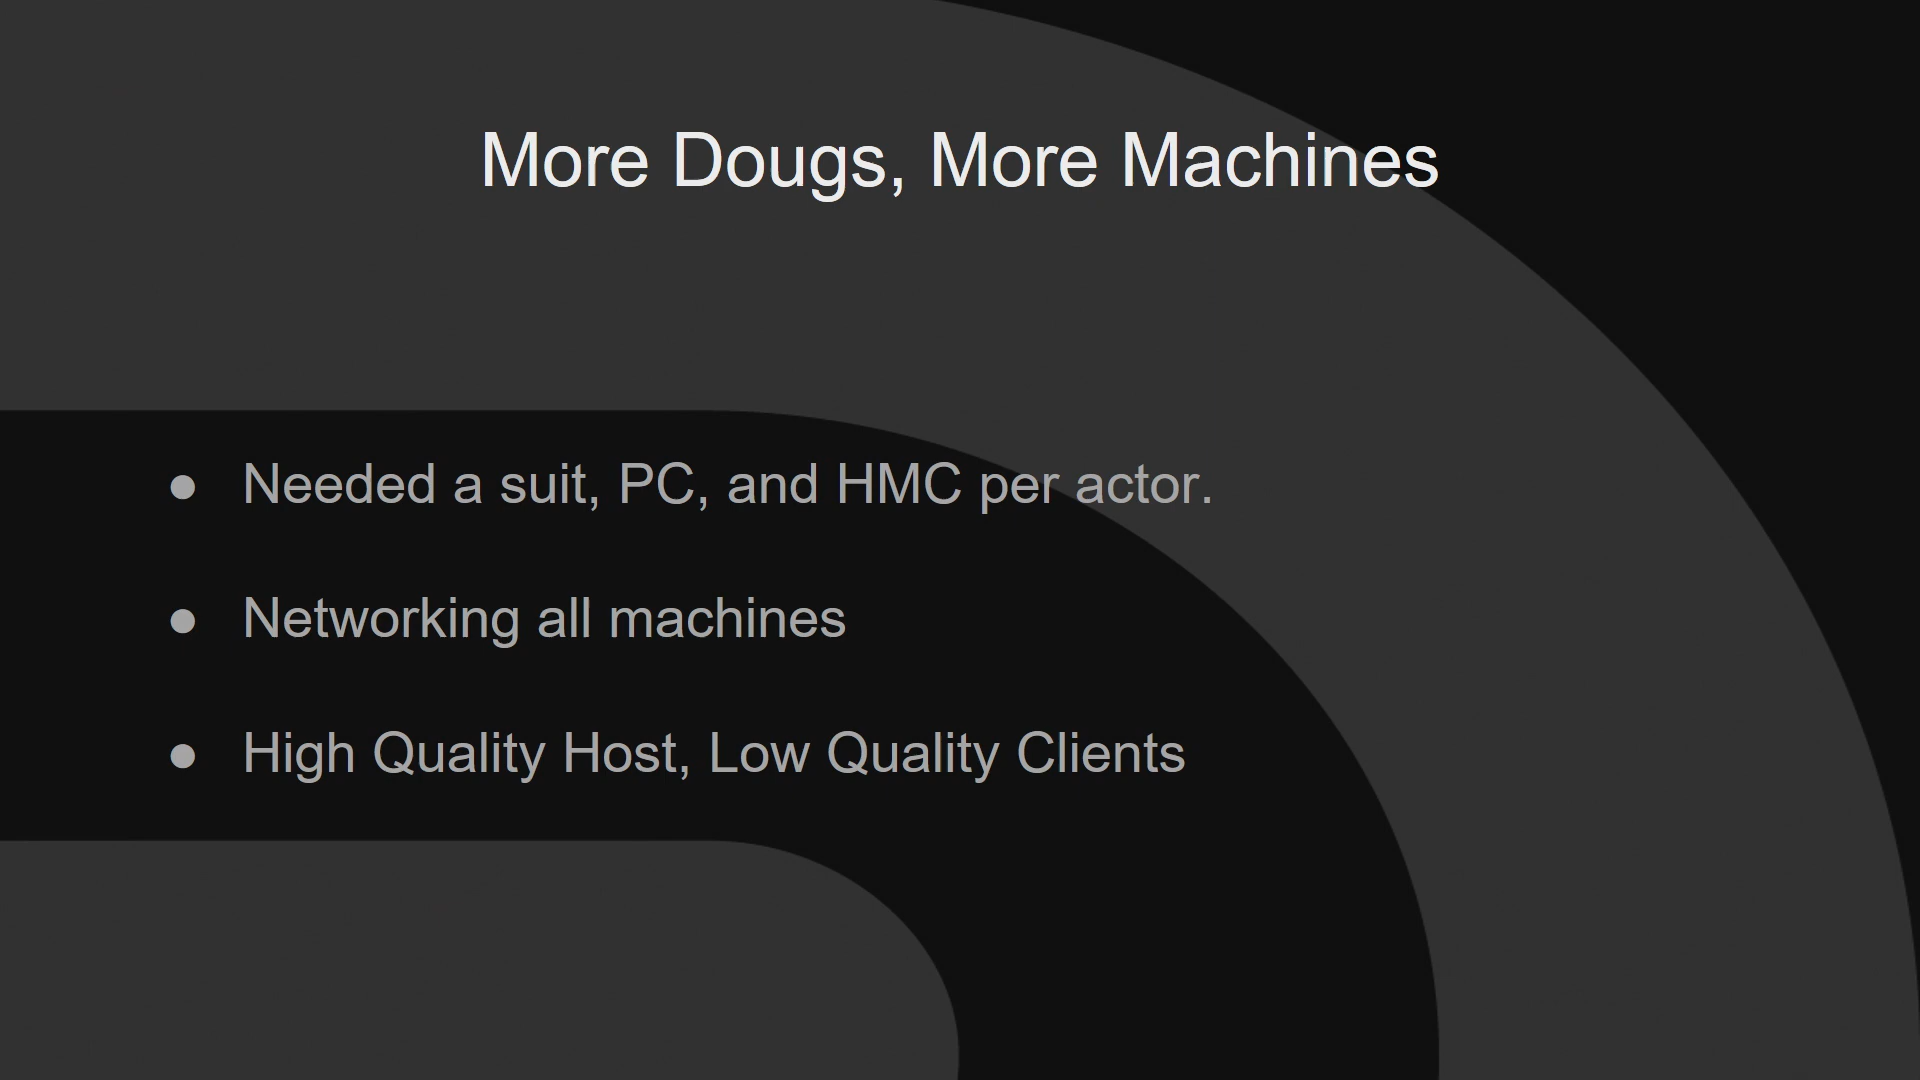 More Dougs, More Machines
● Needed a suit, PC, and HMC per actor.
● Networking all machines
● High Quality Host, Low Quality Clients